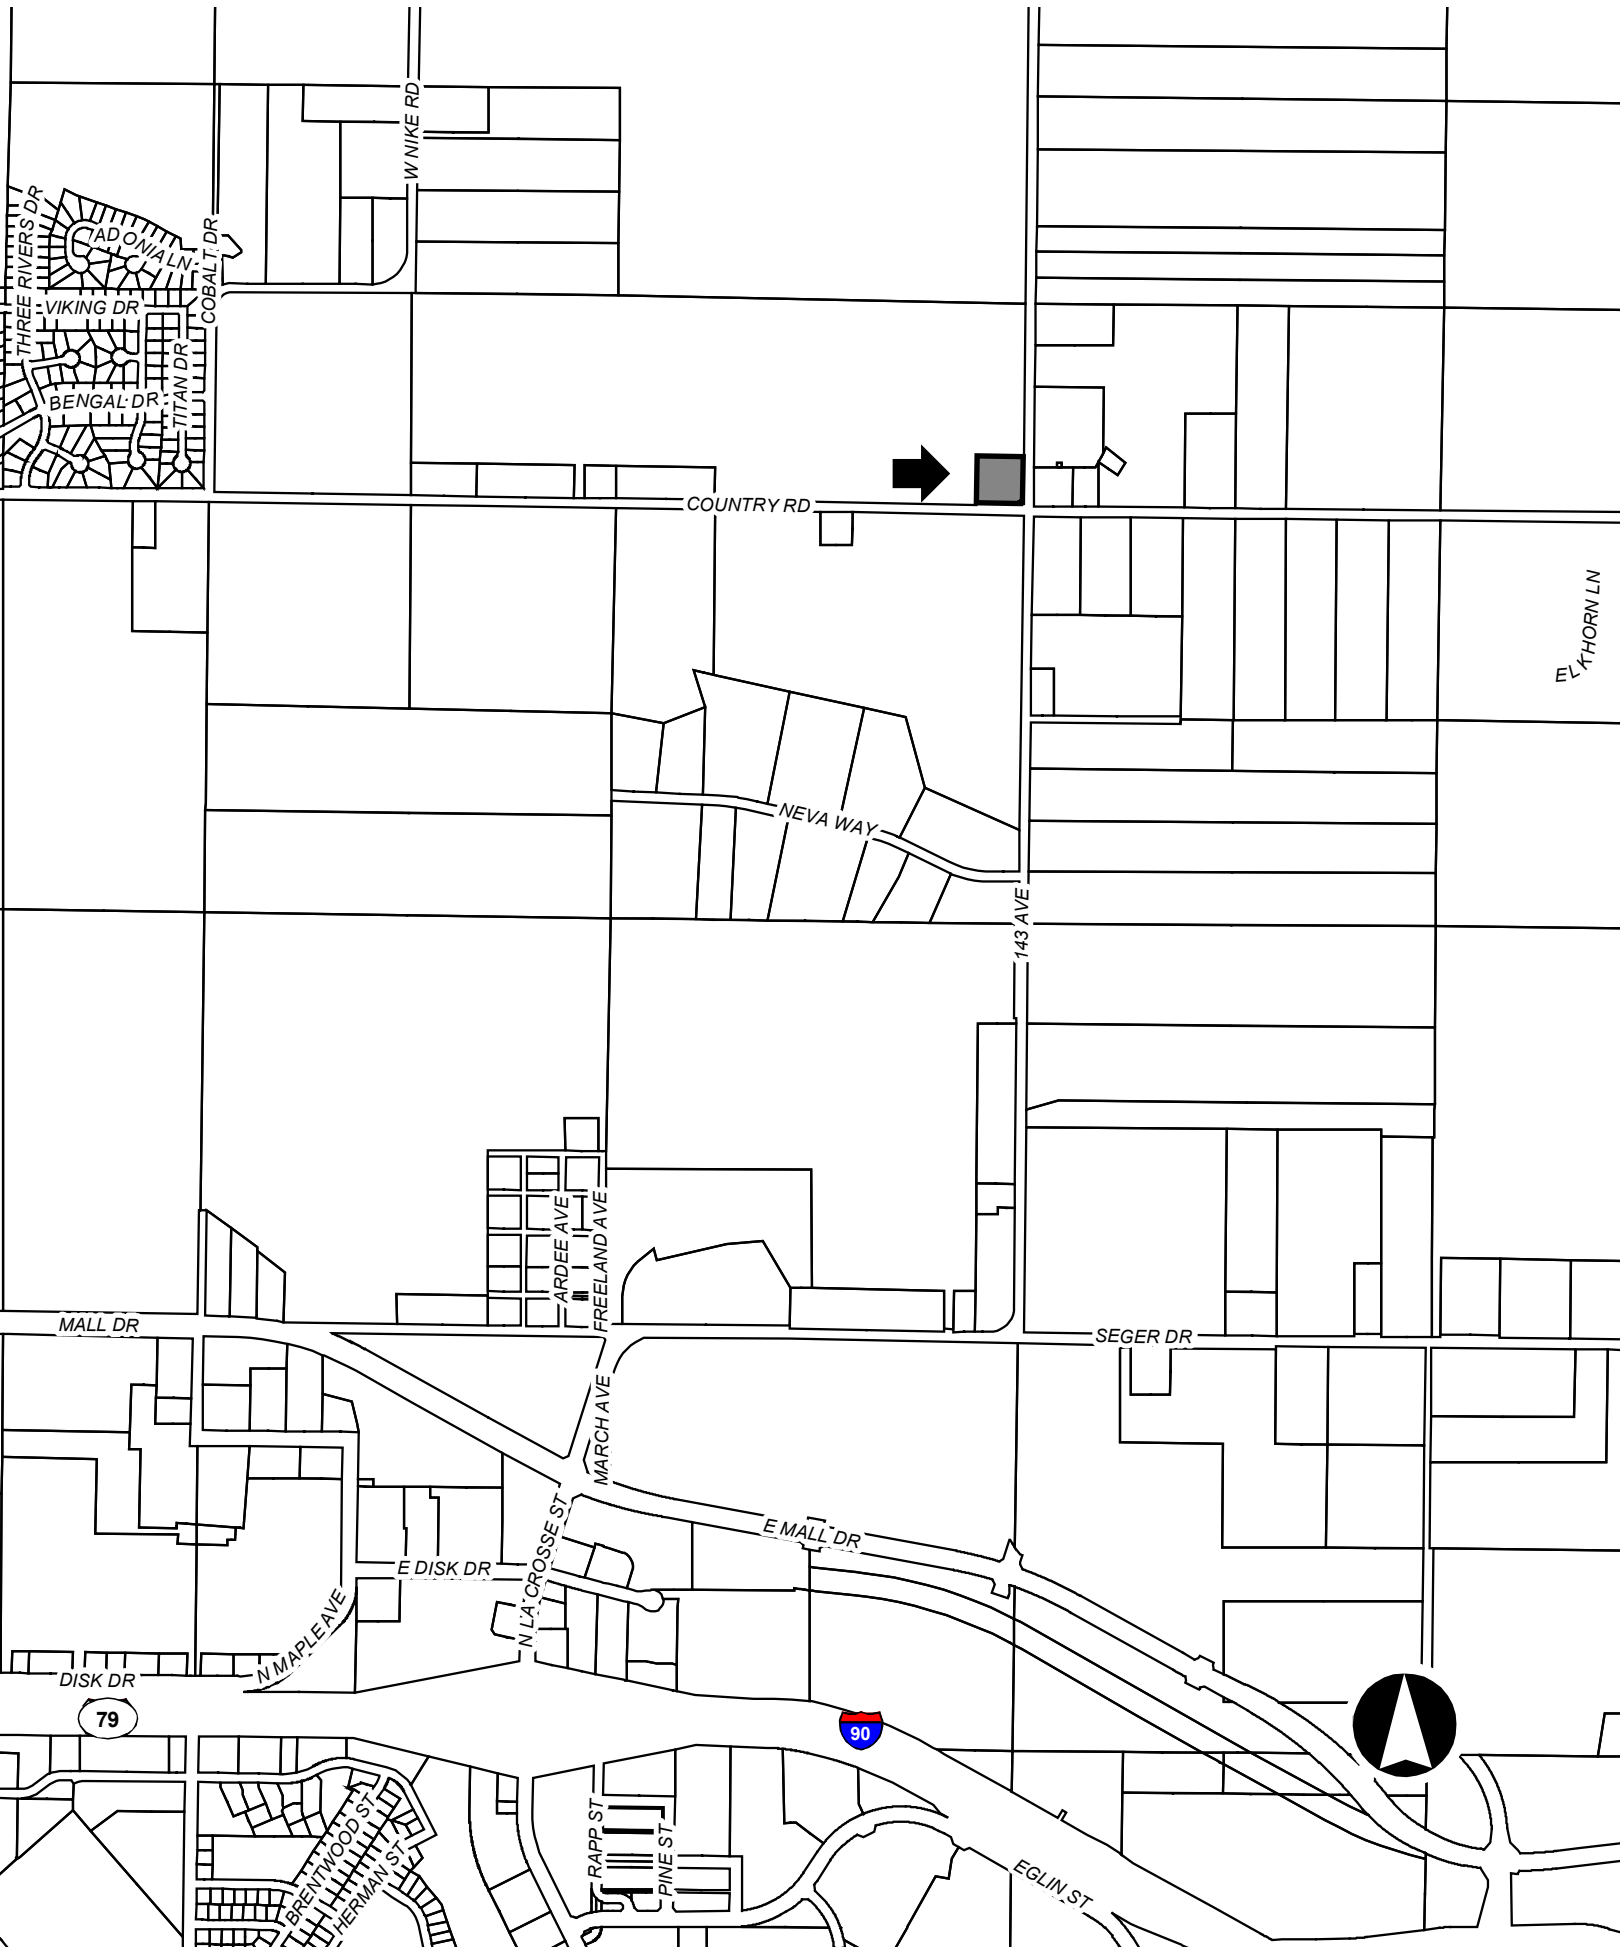 W NIKE RD
THREE RIVERS DR
ADONIA LN
COBALT DR
VIKING DR
TITAN DR
BENGAL DR
COUNTRY RD
ELKHORN LN
NEVA WAY
143 AVE
ARDEE AVE
FREELAND AVE
MALL DR
SEGER DR
MARCH AVE
N LA CROSSE ST
E MALL DR
E DISK DR
N MAPLE AVE
DISK DR
79
90
RAPP ST
PINE ST
BRENTWOOD ST
HERMAN ST
EGLIN ST